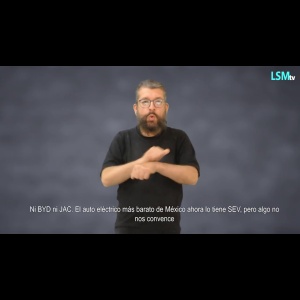 LSMtv
Ni BYD ni JAC. El auto eléctrico más barato de México ahora lo tiene SEV, pero algo no
nos convence